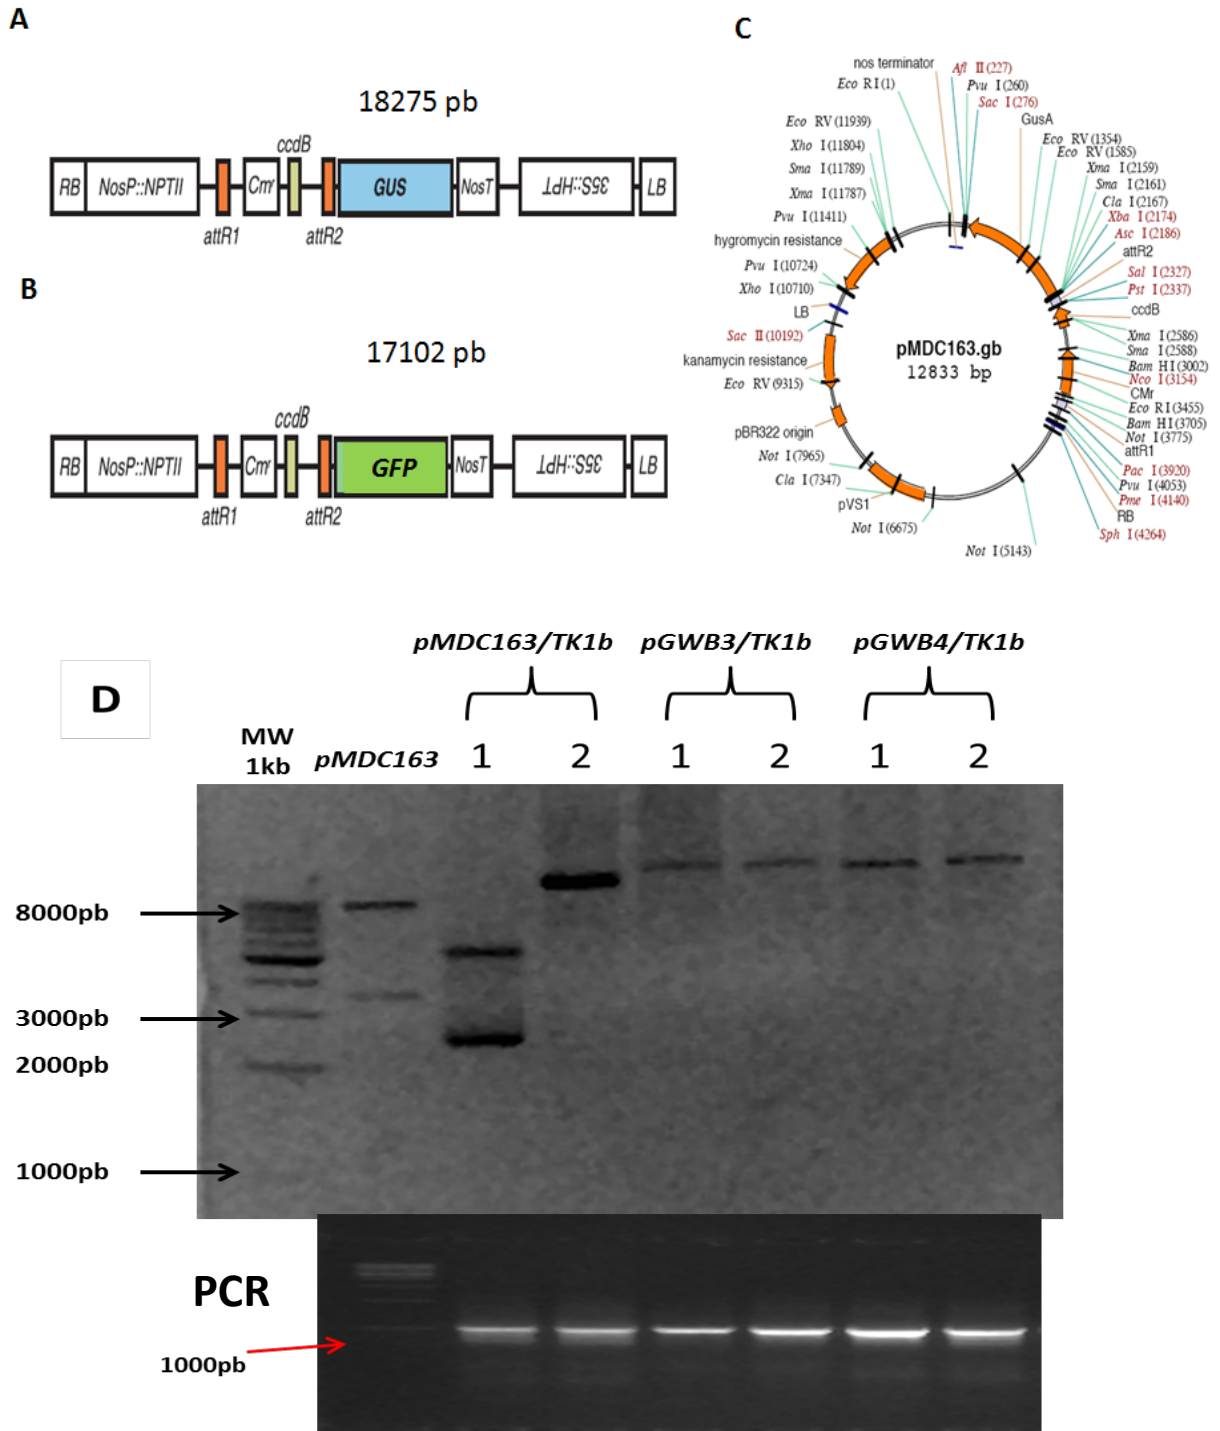 A
18275 pb
ccdB
RB NosP::NPTII Cmʳ GUS NosT 35S::HPT LB
attR1 attR2
B
17102 pb
ccdB
RB NosP::NPTII Cmʳ GFP NosT 35S::HPT LB
attR1 attR2
C
nos terminator
Eco RI (1)
Eco RV (11939)
Xho I (11804)
Sma I (11789)
Xma I (11787)
Pvu I (11411)
hygromycin resistance
Pvu I (10724)
Xho I (10710)
LB
Sac II (10192)
kanamycin resistance
Eco RV (9315)
pBR322 origin
Not I (7965)
Cla I (7347)
pVS1
Not I (6675)
Afl II (227)
Pvu I (260)
Sac I (276)
GusA
Eco RV (1354)
Eco RV (1585)
Xma I (2159)
Sma I (2161)
Cla I (2167)
Xba I (2174)
Asc I (2186)
attR2
Sal I (2327)
Pst I (2337)
ccdB
Xma I (2586)
Sma I (2588)
Bam HI (3002)
Nco I (3154)
CMr
Eco RI (3455)
Bam HI (3705)
Not I (3775)
attR1
Pac I (3920)
Pvu I (4053)
Pme I (4140)
RB
Sph I (4264)
Not I (5143)
pMDC163.gb
12833 bp
D
pMDC163/TK1b pGWB3/TK1b pGWB4/TK1b
MW
1kb pMDC163 1 2 1 2 1 2
8000pb
3000pb
2000pb
1000pb
PCR
1000pb